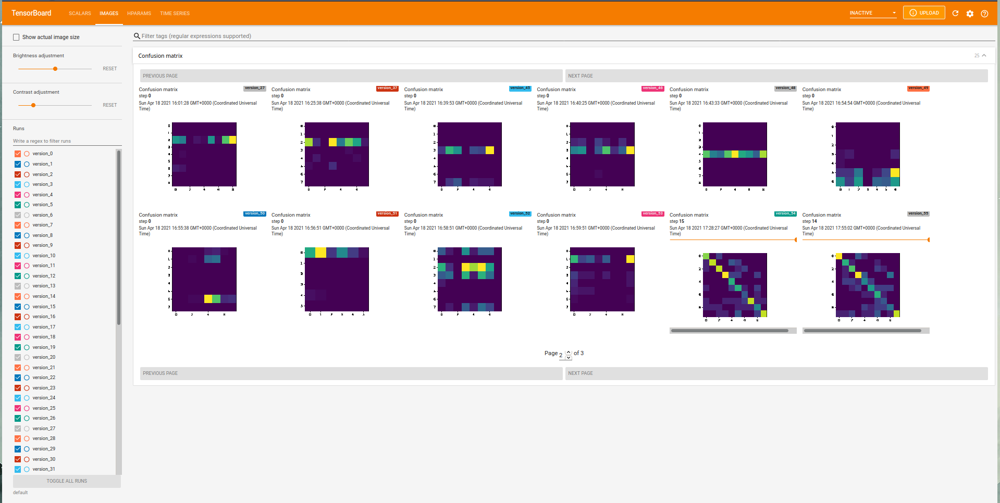 TensorBoard
SCALARS
IMAGES
HPARAMS
TIME SERIES
INACTIVE
UPLOAD
Show actual image size
Brightness adjustment
RESET
Contrast adjustment
RESET
Runs
Write a regex to filter runs
version_0
version_1
version_2
version_3
version_4
version_5
version_6
version_7
version_8
version_9
version_10
version_11
version_12
version_13
version_14
version_15
version_16
version_17
version_18
version_19
version_20
version_21
version_22
version_23
version_24
version_25
version_26
version_27
version_28
version_29
version_30
version_31
TOGGLE ALL RUNS
default
Filter tags (regular expressions supported)
Confusion matrix
25
PREVIOUS PAGE
NEXT PAGE
Confusion matrix
version_27
step 0
Sun Apr 18 2021 16:01:28 GMT+0000 (Coordinated Universal
Time)
Confusion matrix
version_37
step 0
Sun Apr 18 2021 16:25:38 GMT+0000 (Coordinated Universal
Time)
Confusion matrix
version_45
step 0
Sun Apr 18 2021 16:39:53 GMT+0000 (Coordinated Universal
Time)
Confusion matrix
version_46
step 0
Sun Apr 18 2021 16:40:25 GMT+0000 (Coordinated Universal
Time)
Confusion matrix
version_48
step 0
Sun Apr 18 2021 16:43:33 GMT+0000 (Coordinated Universal
Time)
Confusion matrix
version_49
step 0
Sun Apr 18 2021 16:54:54 GMT+0000 (Coordinated Universal
Time)
Confusion matrix
version_50
step 0
Sun Apr 18 2021 16:55:38 GMT+0000 (Coordinated Universal
Time)
Confusion matrix
version_51
step 0
Sun Apr 18 2021 16:56:51 GMT+0000 (Coordinated Universal
Time)
Confusion matrix
version_52
step 0
Sun Apr 18 2021 16:58:51 GMT+0000 (Coordinated Universal
Time)
Confusion matrix
version_53
step 0
Sun Apr 18 2021 16:59:51 GMT+0000 (Coordinated Universal
Time)
Confusion matrix
version_54
step 15
Sun Apr 18 2021 17:28:27 GMT+0000 (Coordinated Universal
Time)
Confusion matrix
version_55
step 14
Sun Apr 18 2021 17:55:02 GMT+0000 (Coordinated Universal
Time)
Page 2 of 3
PREVIOUS PAGE
NEXT PAGE